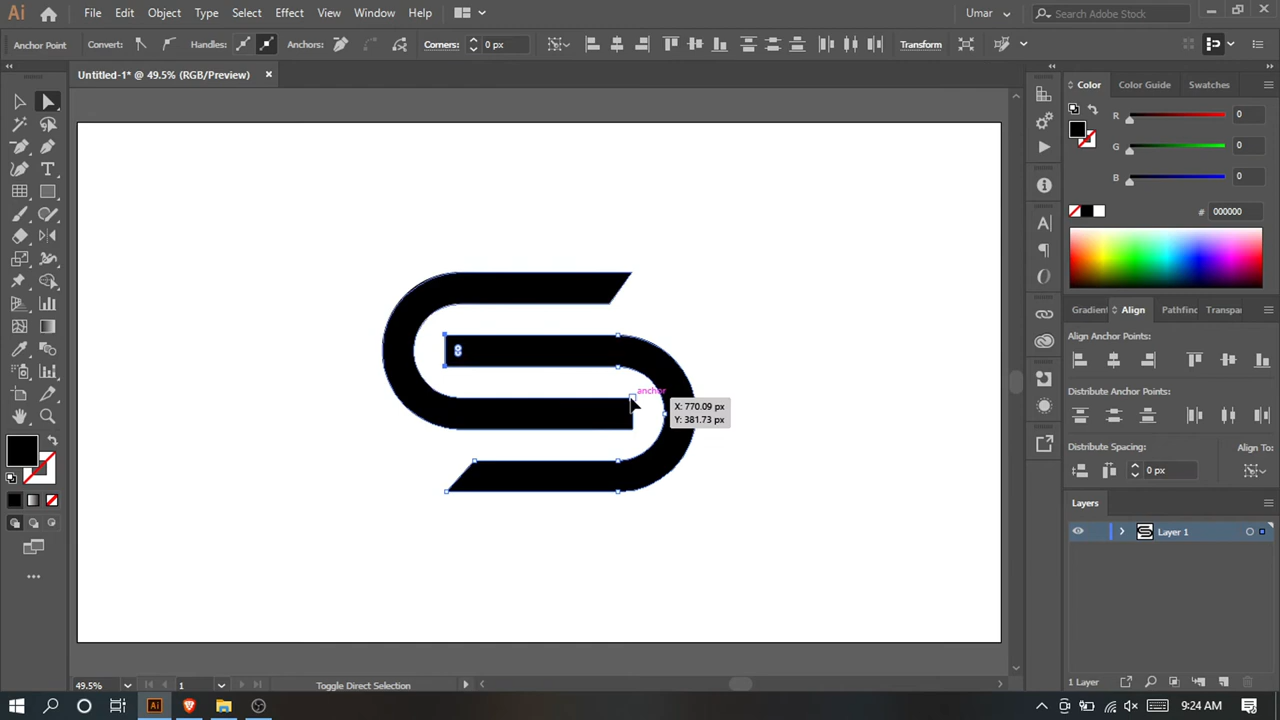 Ai File Edit Object Type Select Effect View Window Help Umar Search Adobe Stock
Anchor Point Convert: Handles: Anchors: Corners: 0 px Transform
Untitled-1* @ 49.5% (RGB/Preview) ×
Color Color Guide Swatches
R 0
G 0
B 0
# 000000
Gradient Align Pathfinc Transpar
Align Anchor Points:
Distribute Anchor Points:
Distribute Spacing: Align To:
0 px
anchor
X: 770.09 px
Y: 381.73 px
Layers
Layer 1
1 Layer
49.5% 1 Toggle Direct Selection
Ai 9:24 AM